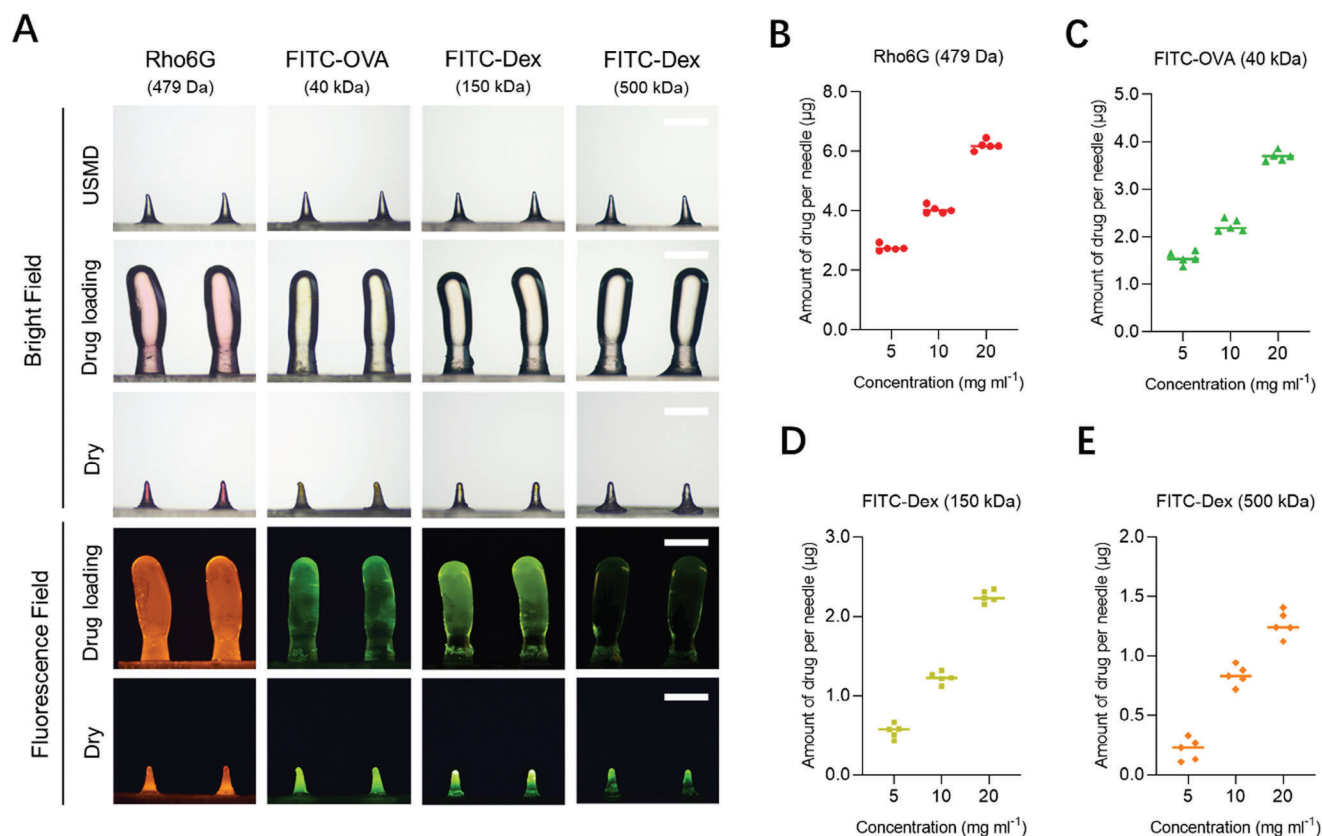 A
Rho6G
(479 Da)
FITC-OVA
(40 kDa)
FITC-Dex
(150 kDa)
FITC-Dex
(500 kDa)
Bright Field
USMD
Drug loading
Dry
Fluorescence Field
Drug loading
Dry
B
Rho6G (479 Da)
Amount of drug per needle (µg)
8.0
6.0
4.0
2.0
0.0
5 10 20
Concentration (mg ml⁻¹)
C
FITC-OVA (40 kDa)
Amount of drug per needle (µg)
5.0
4.0
3.0
2.0
1.0
0.0
5 10 20
Concentration (mg ml⁻¹)
D
FITC-Dex (150 kDa)
Amount of drug per needle (µg)
3.0
2.0
1.0
0.0
5 10 20
Concentration (mg ml⁻¹)
E
FITC-Dex (500 kDa)
Amount of drug per needle (µg)
2.0
1.5
1.0
0.5
0.0
5 10 20
Concentration (mg ml⁻¹)